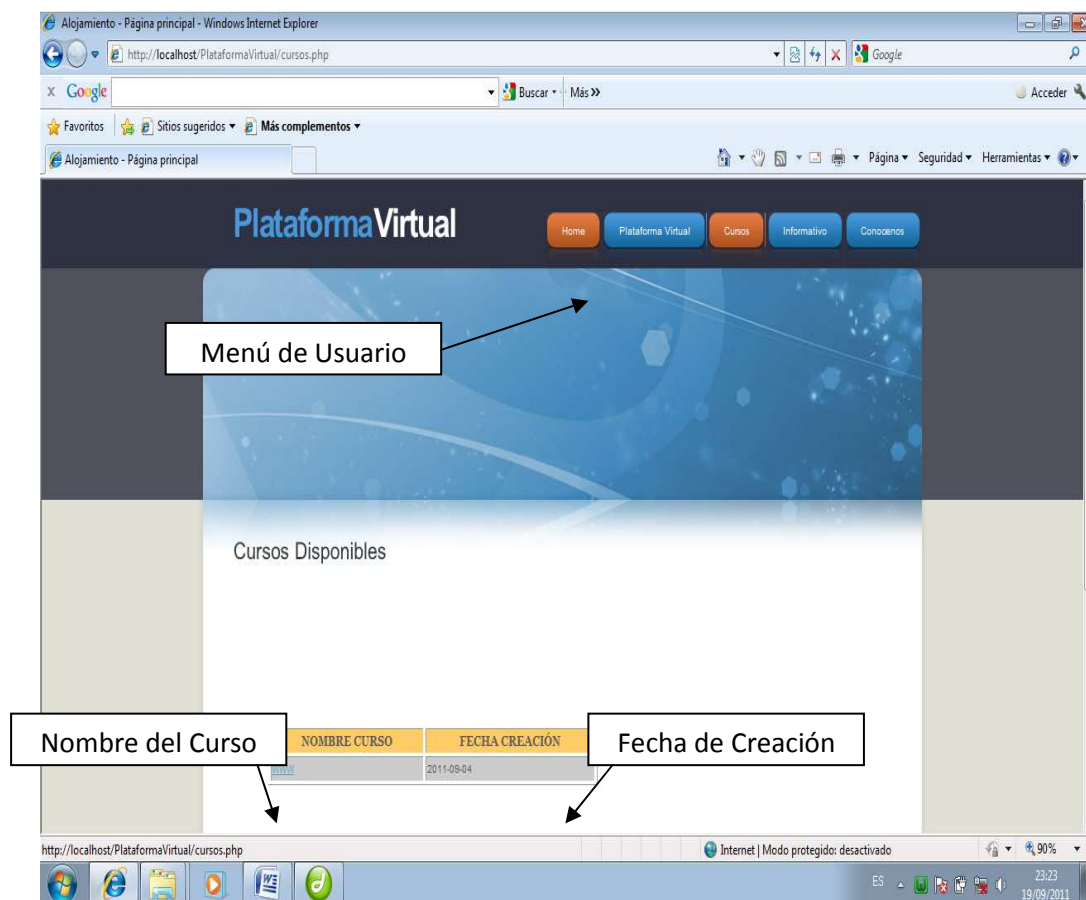 Alojamiento - Página principal - Windows Internet Explorer
http://localhost/PlataformaVirtual/cursos.php
Google
x Google
Buscar
Más »
Acceder
Favoritos
Sitios sugeridos
Más complementos
Alojamiento - Página principal
Página
Seguridad
Herramientas
PlataformaVirtual
Home
Plataforma Virtual
Cursos
Informativo
Conocenos
Menú de Usuario
Cursos Disponibles
Nombre del Curso
NOMBRE CURSO
FECHA CREACIÓN
Fecha de Creación
WWW
2011-09-04
http://localhost/PlataformaVirtual/cursos.php
Internet | Modo protegido: desactivado
90%
ES
23:23
19/09/2011